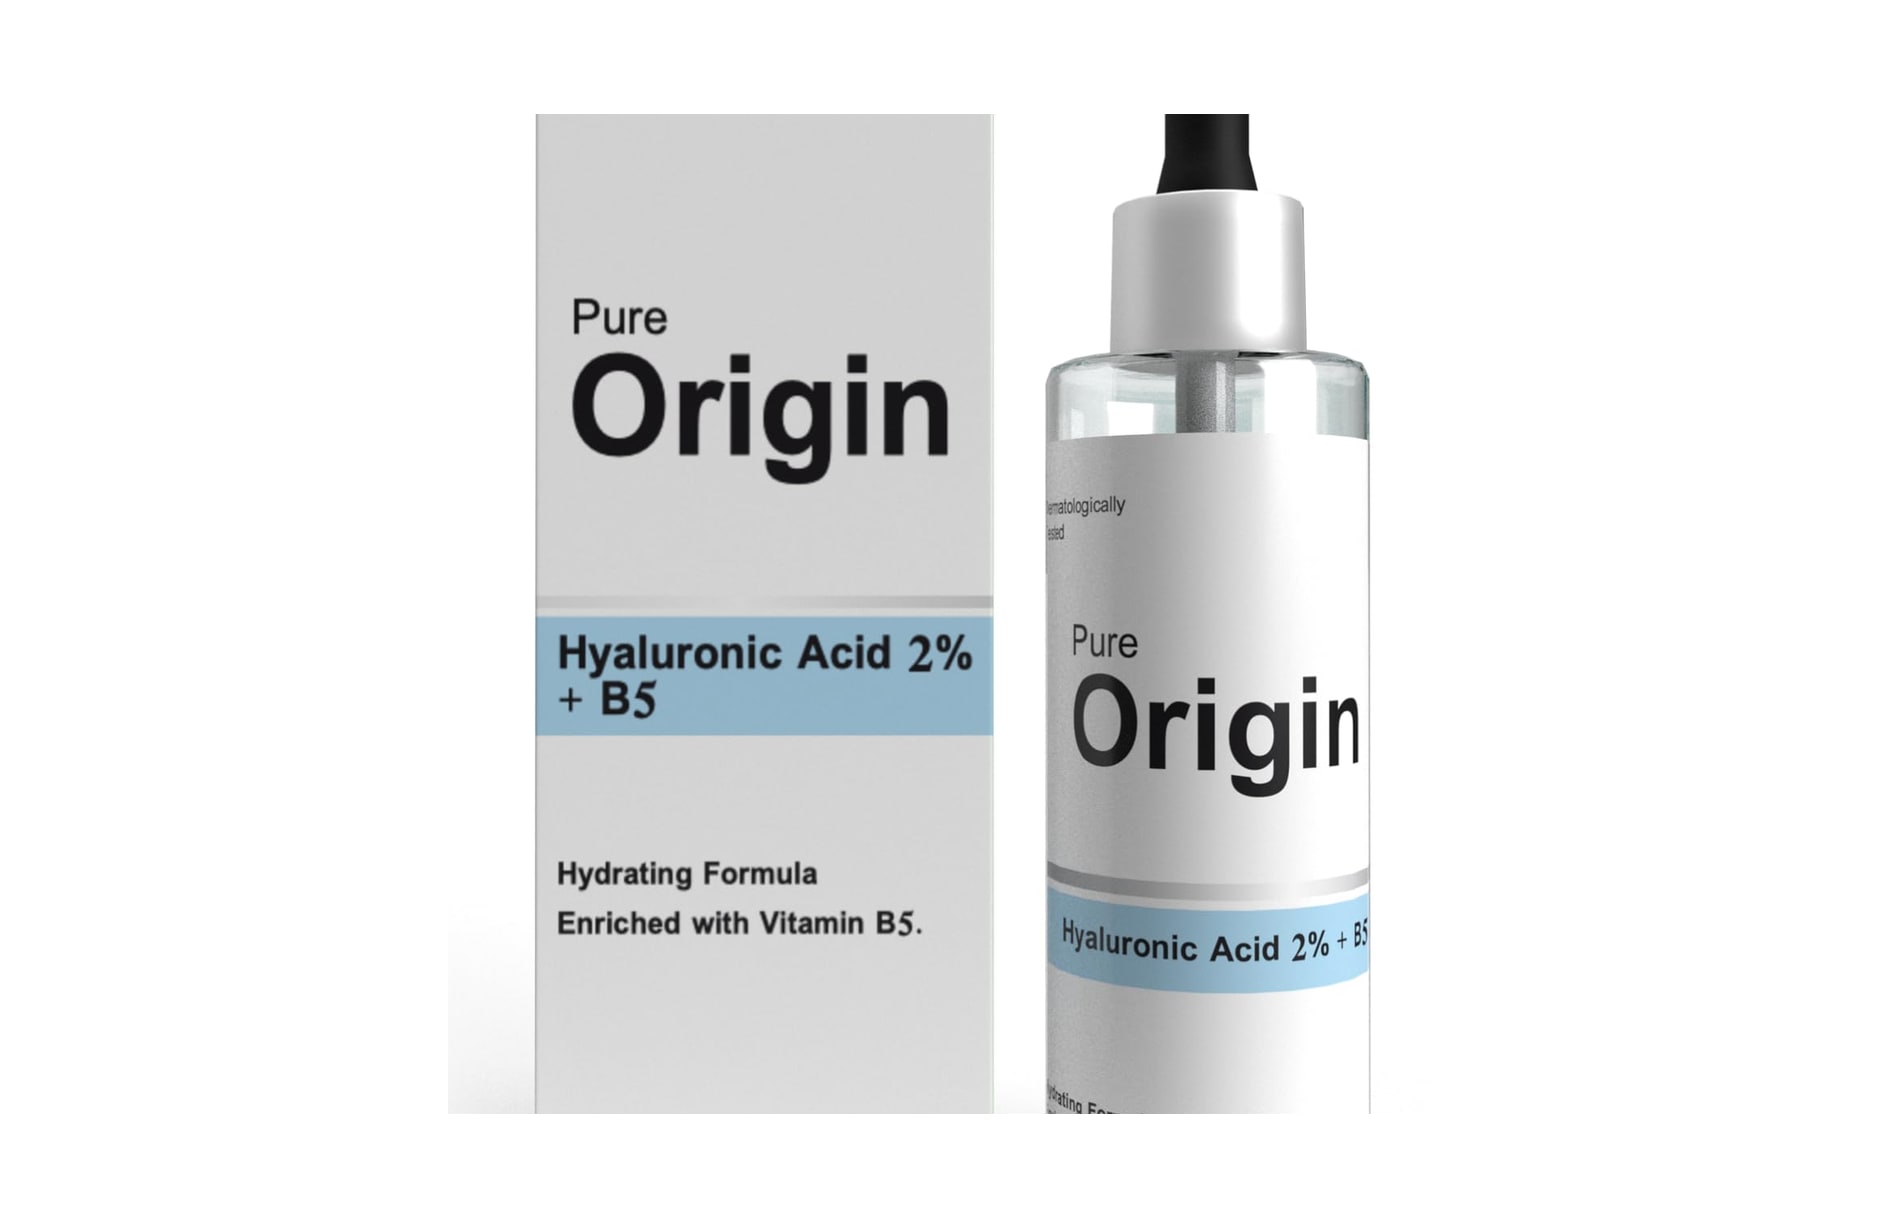 Pure
Origin
Hyaluronic Acid 2%
+ B5
Hydrating Formula
Enriched with Vitamin B5.
Pure
Origin
Hyaluronic Acid 2% + B5